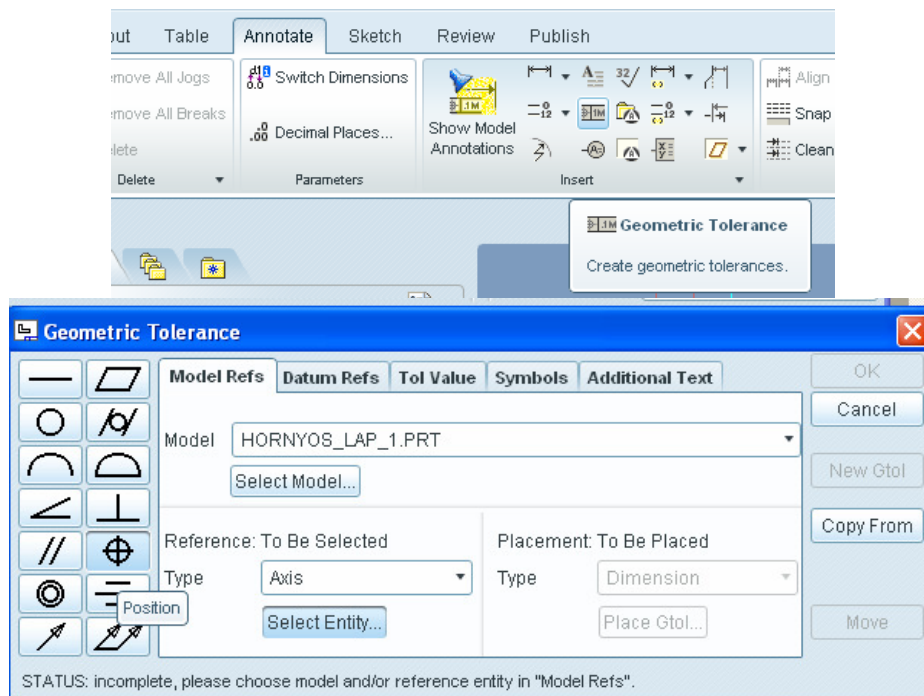 out Table Annotate Sketch Review Publish
emove All Jogs
emove All Breaks
elete
Delete
Switch Dimensions
.00 Decimal Places...
Parameters
Show Model
Annotations
Insert
Align
Snap
Clean
Geometric Tolerance
Create geometric tolerances.
Geometric Tolerance
Model Refs Datum Refs Tol Value Symbols Additional Text
OK
Cancel
New Gtol
Copy From
Move
Model HORNYOS_LAP_1.PRT
Select Model...
Reference: To Be Selected
Type Axis
Select Entity...
Placement: To Be Placed
Type Dimension
Place Gtol...
Position
STATUS: incomplete, please choose model and/or reference entity in "Model Refs".